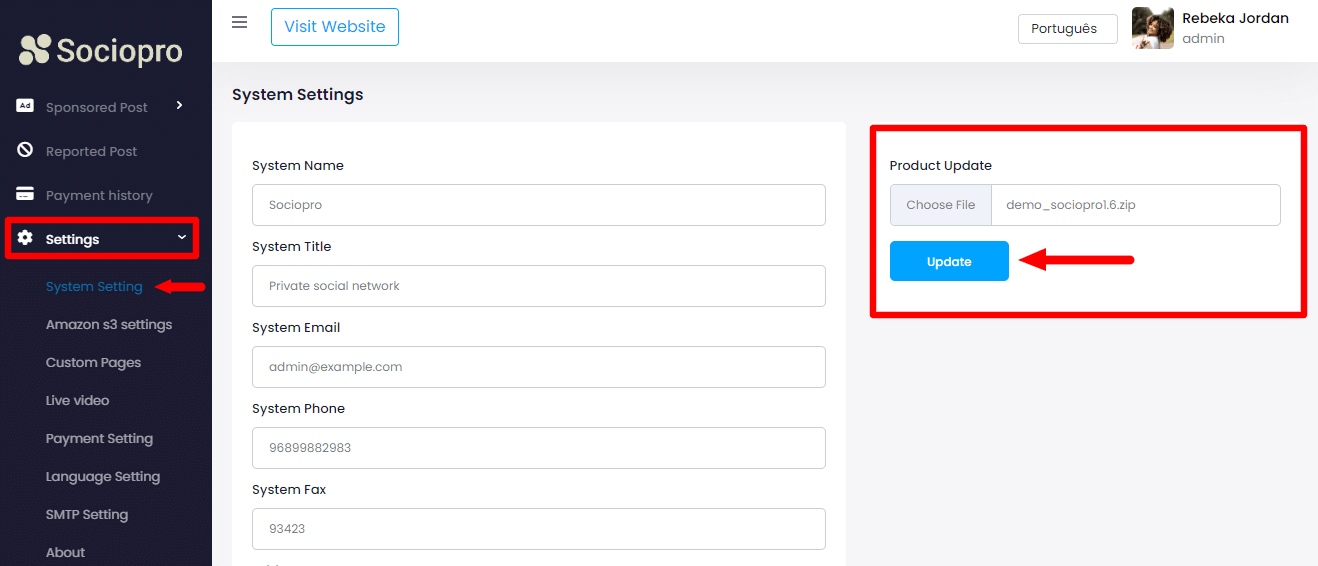 Visit Website
Português
Rebeka Jordan
admin
Sociopro
Ad Sponsored Post
Reported Post
Payment history
Settings
System Setting
Amazon s3 settings
Custom Pages
Live video
Payment Setting
Language Setting
SMTP Setting
About
System Settings
System Name
Sociopro
System Title
Private social network
System Email
admin@example.com
System Phone
96899882983
System Fax
93423
Product Update
Choose File demo_sociopro1.6.zip
Update